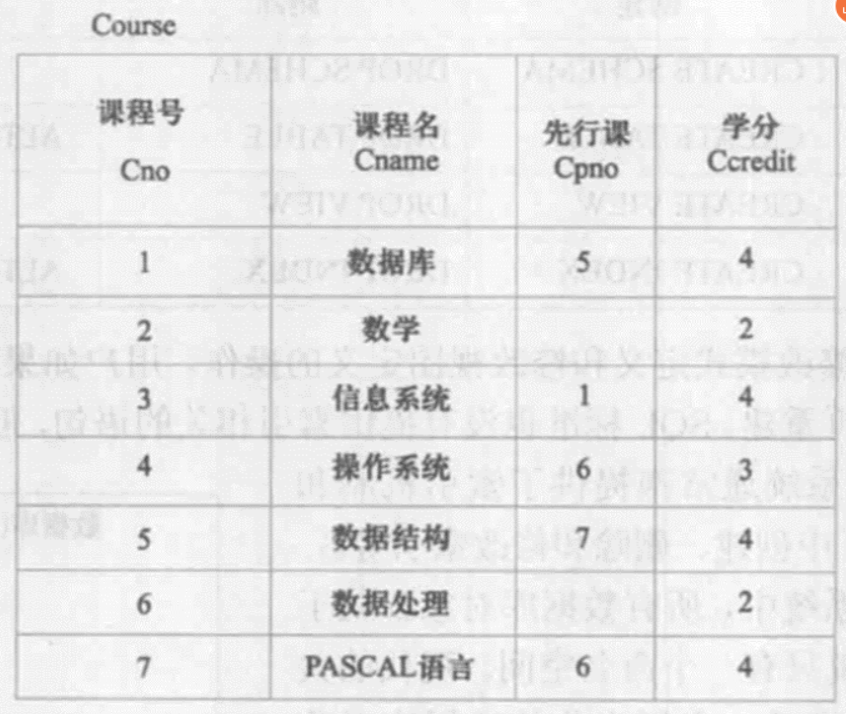 Course
课程号 课程名 先行课 学分
Cno Cname Cpno Ccredit
1 数据库 5 4
2 数学 2
3 信息系统 1 4
4 操作系统 6 3
5 数据结构 7 4
6 数据处理 2
7 PASCAL语言 6 4